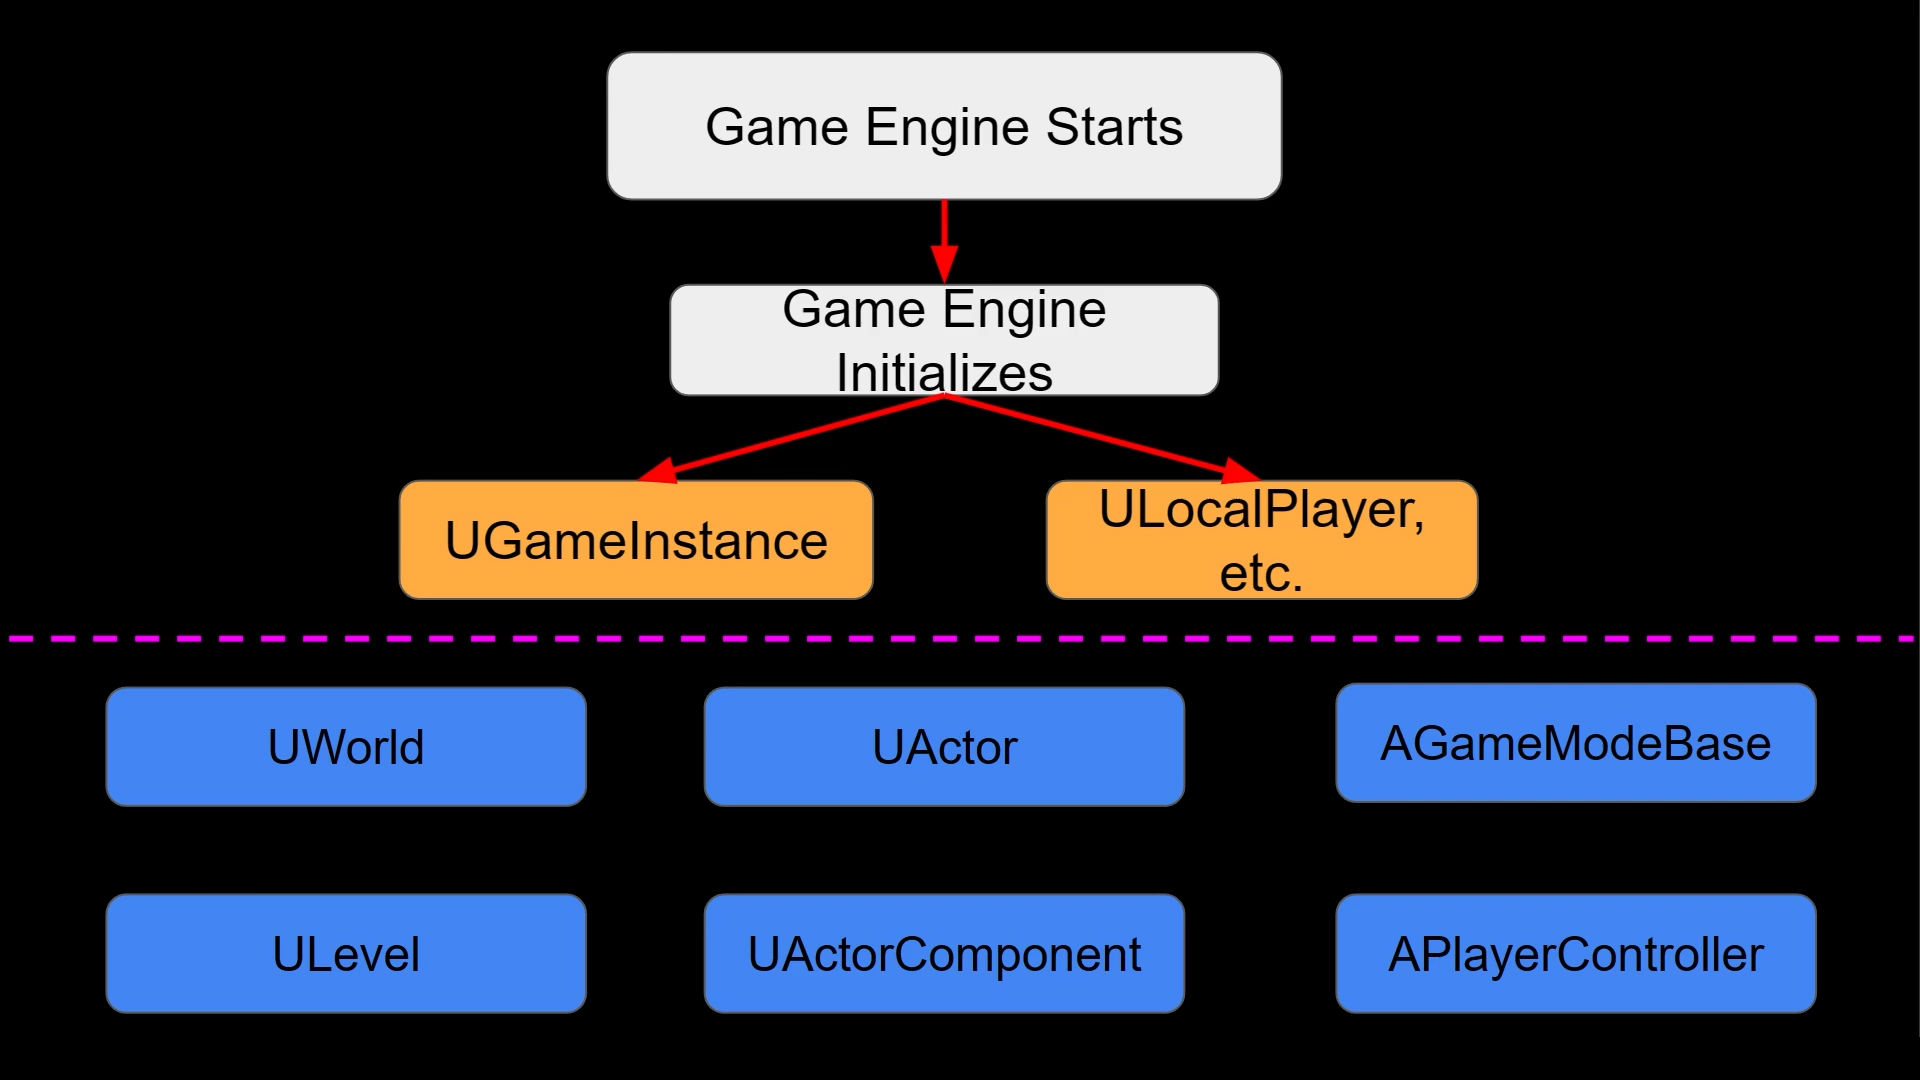 Game Engine Starts
Game Engine
Initializes
UGameInstance
ULocalPlayer,
etc.
UWorld
UActor
AGameModeBase
ULevel
UActorComponent
APlayerController